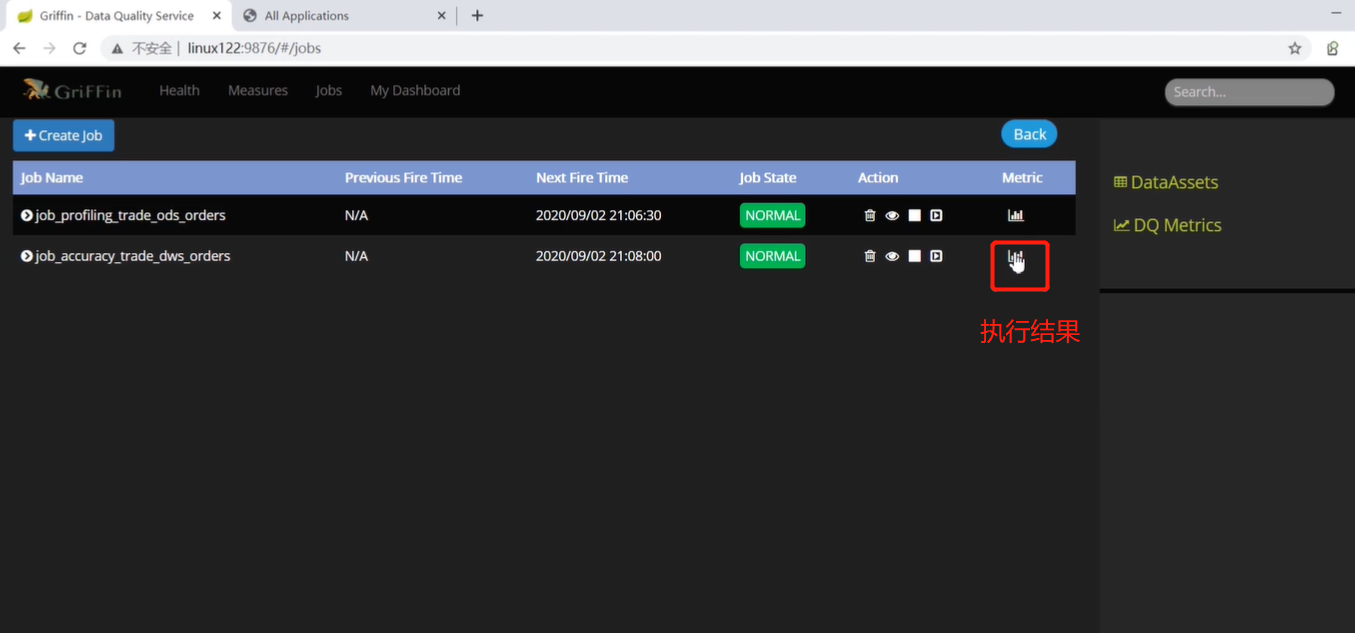 Griffin - Data Quality Service
All Applications
不安全 | linux122:9876/#/jobs
GriFFin Health Measures Jobs My Dashboard Search...
Create Job Back
Job Name Previous Fire Time Next Fire Time Job State Action Metric
job_profiling_trade_ods_orders N/A 2020/09/02 21:06:30 NORMAL
job_accuracy_trade_dws_orders N/A 2020/09/02 21:08:00 NORMAL
DataAssets
DQ Metrics
执行结果